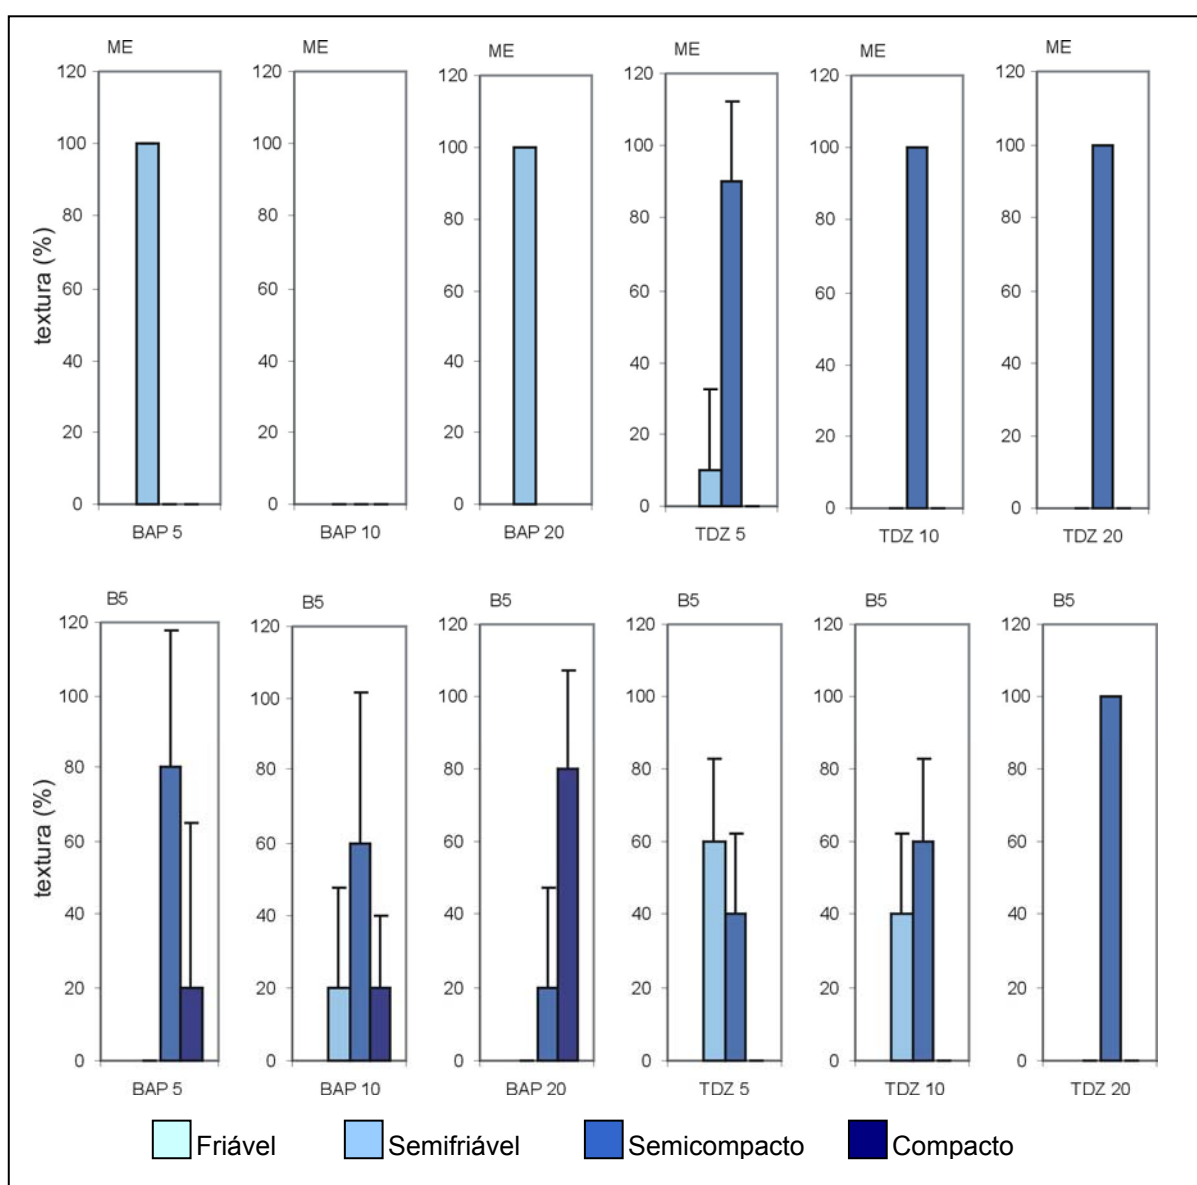 ME ME ME ME ME ME
120 120 120 120 120 120
100 100 100 100 100 100
80 80 80 80 80 80
60 60 60 60 60 60
40 40 40 40 40 40
20 20 20 20 20 20
0 0 0 0 0 0
textura (%)
BAP 5 BAP 10 BAP 20 TDZ 5 TDZ 10 TDZ 20
B5 B5 B5 B5 B5 B5
120 120 120 120 120 120
100 100 100 100 100 100
80 80 80 80 80 80
60 60 60 60 60 60
40 40 40 40 40 40
20 20 20 20 20 20
0 0 0 0 0 0
textura (%)
BAP 5 BAP 10 BAP 20 TDZ 5 TDZ 10 TDZ 20
Friável Semifriável Semicompacto Compacto